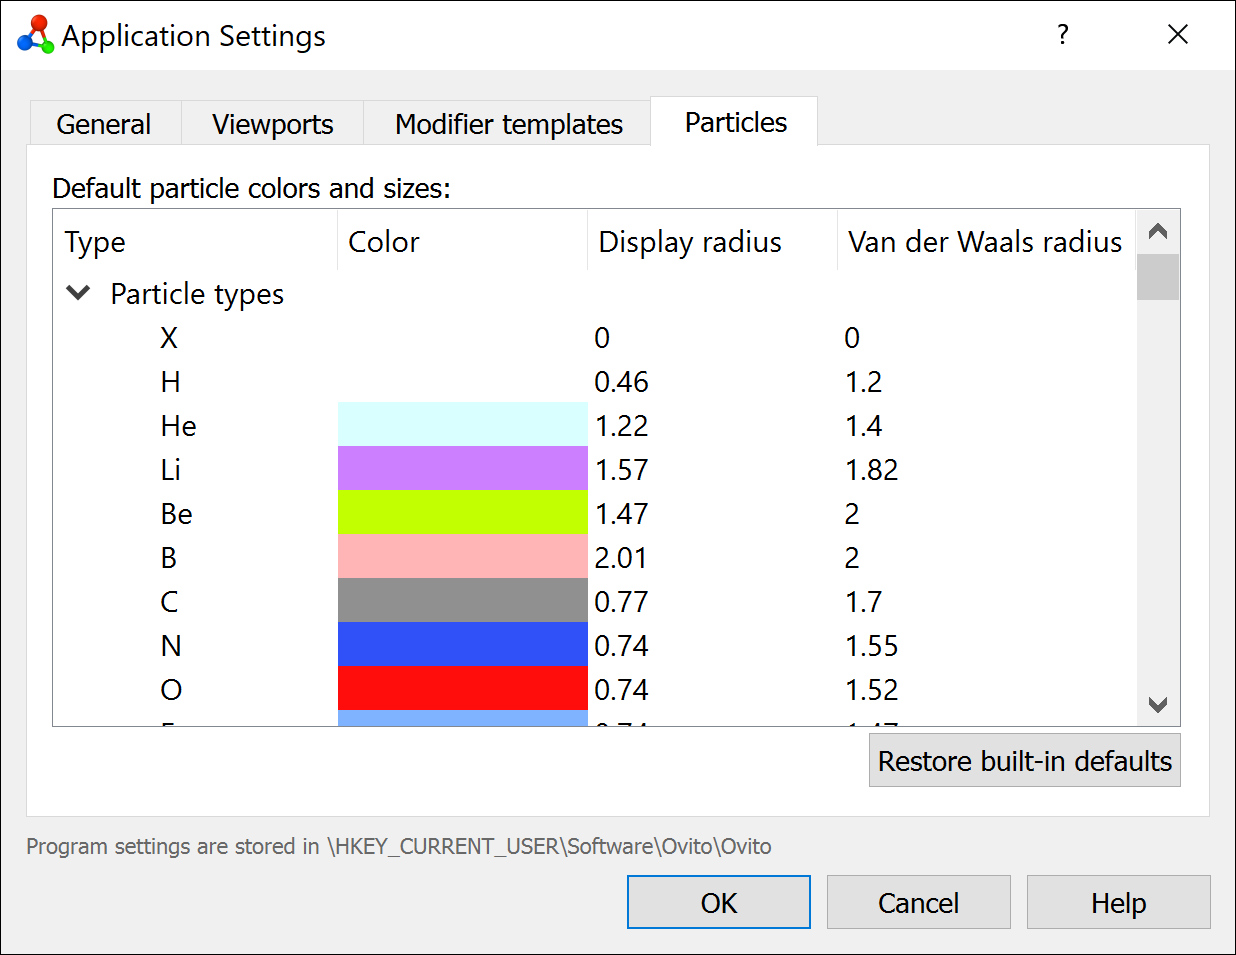 Application Settings
?
General Viewports Modifier templates Particles
Default particle colors and sizes:
Type Color Display radius Van der Waals radius
Particle types
X 0 0
H 0.46 1.2
He 1.22 1.4
Li 1.57 1.82
Be 1.47 2
B 2.01 2
C 0.77 1.7
N 0.74 1.55
O 0.74 1.52
Restore built-in defaults
Program settings are stored in \HKEY_CURRENT_USER\Software\Ovito\Ovito
OK Cancel Help